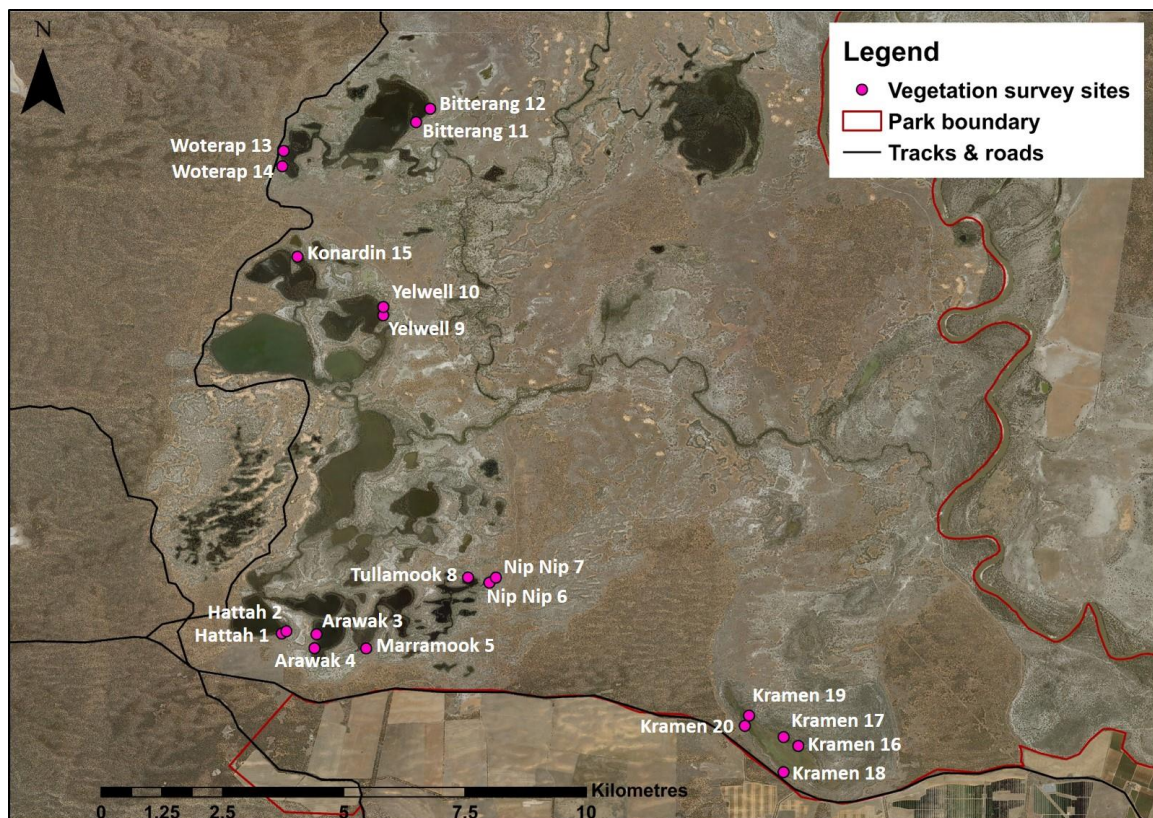 N
Legend
Vegetation survey sites
Park boundary
Tracks & roads
Bitterang 12
Bitterang 11
Woterap 13
Woterap 14
Konardin 15
Yelwell 10
Yelwell 9
Tullamook 8
Nip Nip 7
Nip Nip 6
Hattah 2
Arawak 3
Hattah 1
Marramook 5
Arawak 4
Kramen 19
Kramen 17
Kramen 20
Kramen 16
Kramen 18
Kilometres
0 1.25 2.5 5 7.5 10